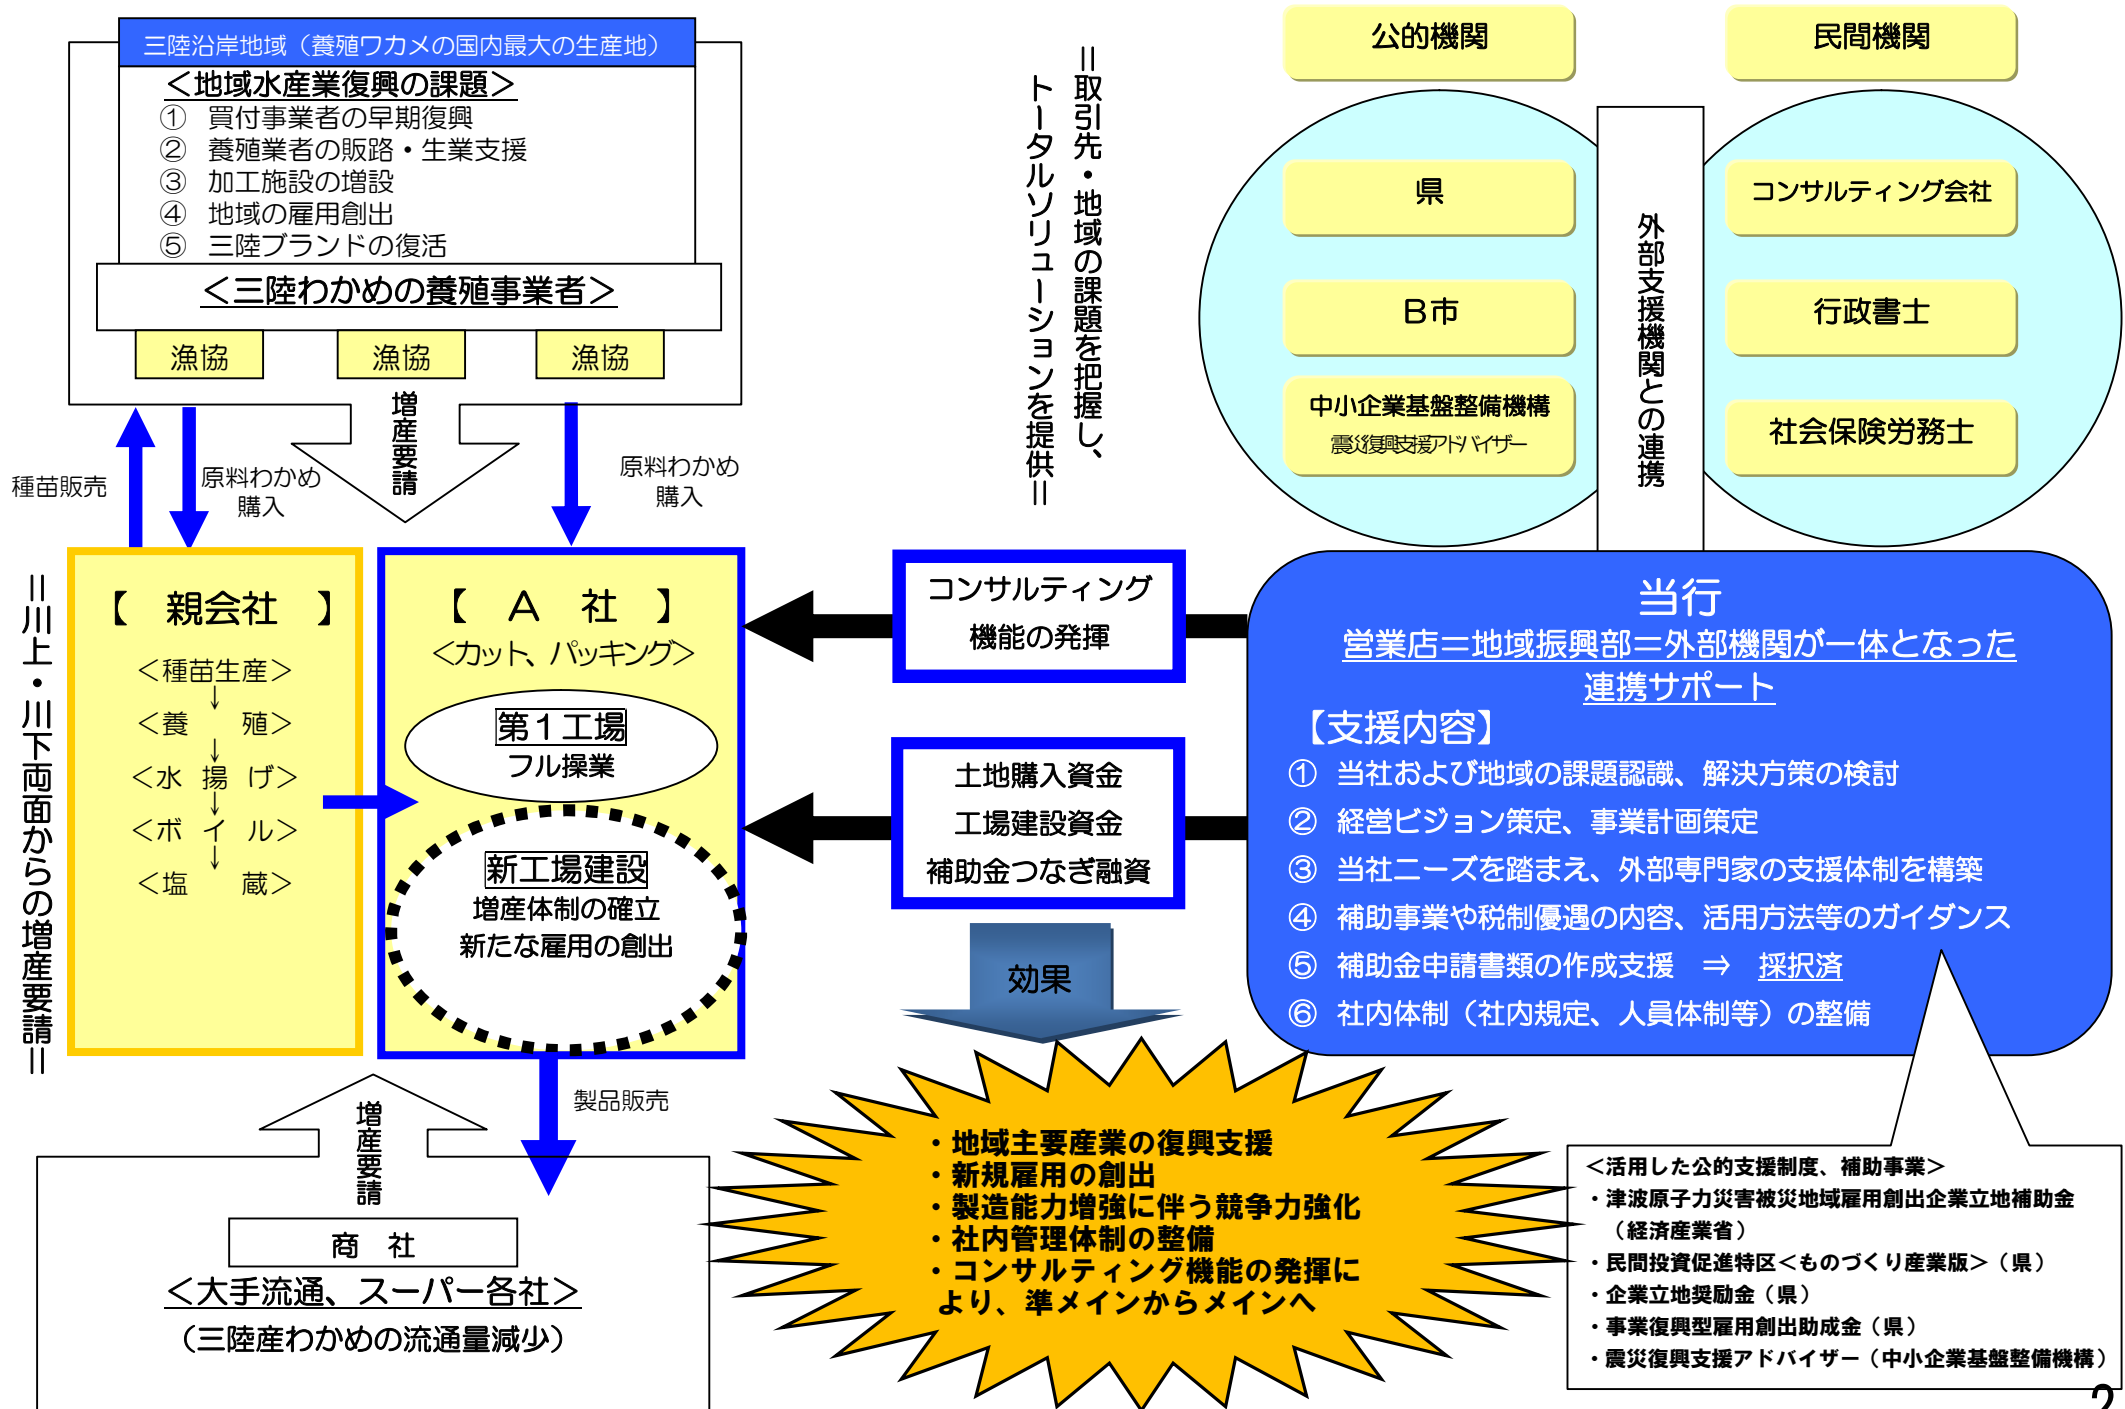 三陸沿岸地域（養殖ワカメの国内最大の生産地）
＜地域水産業復興の課題＞
① 買付事業者の早期復興
② 養殖業者の販路・生業支援
③ 加工施設の増設
④ 地域の雇用創出
⑤ 三陸ブランドの復活
＜三陸わかめの養殖事業者＞
漁協
漁協
漁協
増産要請
種苗販売
原料わかめ
購入
原料わかめ
購入
＝川上・川下両面からの増産要請＝
【 親会社 】
＜種苗生産＞
↓
＜養 殖＞
↓
＜水 揚 げ＞
↓
＜ボ イ ル＞
↓
＜塩 蔵＞
【 A 社 】
＜カット、パッキング＞
第１工場
フル操業
新工場建設
増産体制の確立
新たな雇用の創出
製品販売
増産要請
商 社
＜大手流通、スーパー各社＞
（三陸産わかめの流通量減少）
＝取引先・地域の課題を把握し、
トータルソリューションを提供＝
コンサルティング
機能の発揮
土地購入資金
工場建設資金
補助金つなぎ融資
効果
・地域主要産業の復興支援
・新規雇用の創出
・製造能力増強に伴う競争力強化
・社内管理体制の整備
・コンサルティング機能の発揮に
より、準メインからメインへ
公的機関
民間機関
県
B市
中小企業基盤整備機構
震災復興支援アドバイザー
外部支援機関との連携
コンサルティング会社
行政書士
社会保険労務士
当行
営業店＝地域振興部＝外部機関が一体となった
連携サポート
【支援内容】
① 当社および地域の課題認識、解決方策の検討
② 経営ビジョン策定、事業計画策定
③ 当社ニーズを踏まえ、外部専門家の支援体制を構築
④ 補助事業や税制優遇の内容、活用方法等のガイダンス
⑤ 補助金申請書類の作成支援 ⇒ 採択済
⑥ 社内体制（社内規定、人員体制等）の整備
＜活用した公的支援制度、補助事業＞
・津波原子力災害被災地域雇用創出企業立地補助金
（経済産業省）
・民間投資促進特区＜ものづくり産業版＞（県）
・企業立地奨励金（県）
・事業復興型雇用創出助成金（県）
・震災復興支援アドバイザー（中小企業基盤整備機構）
2